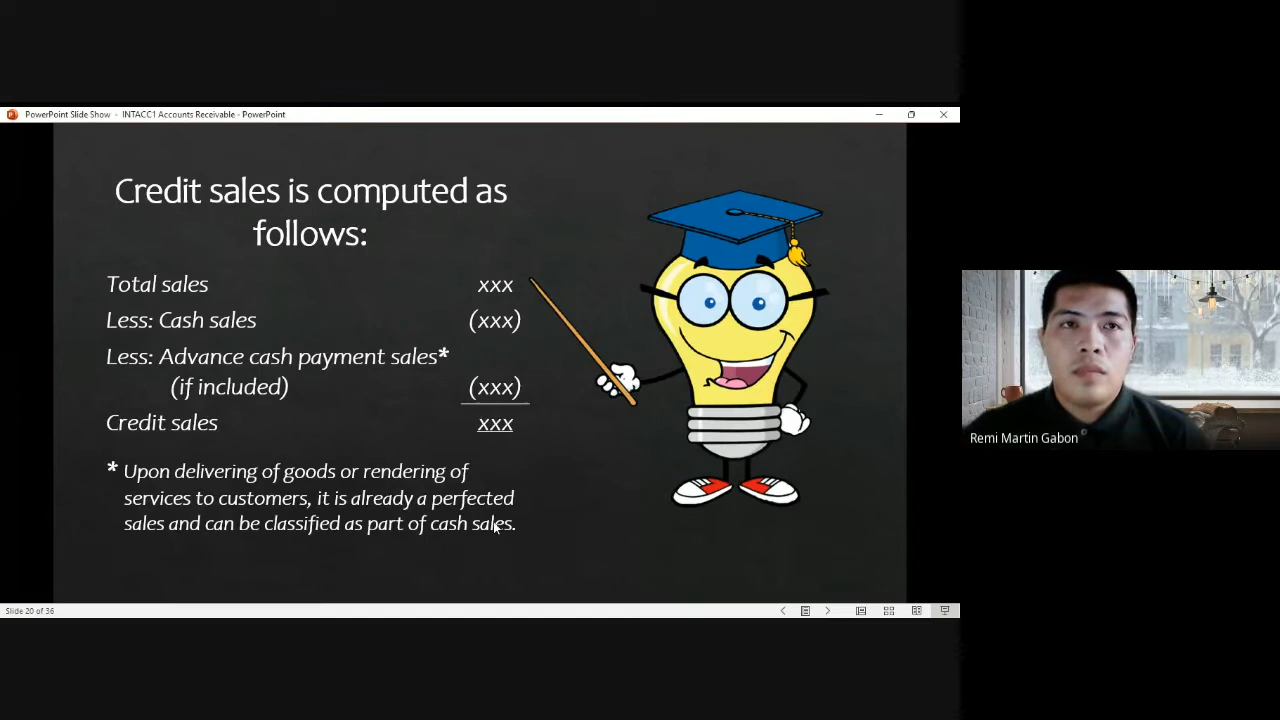 PowerPoint Slide Show - INTACC1 Accounts Receivable - PowerPoint
Credit sales is computed as
follows:
Total sales xxx
Less: Cash sales (xxx)
Less: Advance cash payment sales*
(if included) (xxx)
Credit sales xxx
* Upon delivering of goods or rendering of
services to customers, it is already a perfected
sales and can be classified as part of cash sales.
Remi Martin Gabon
Slide 20 of 36